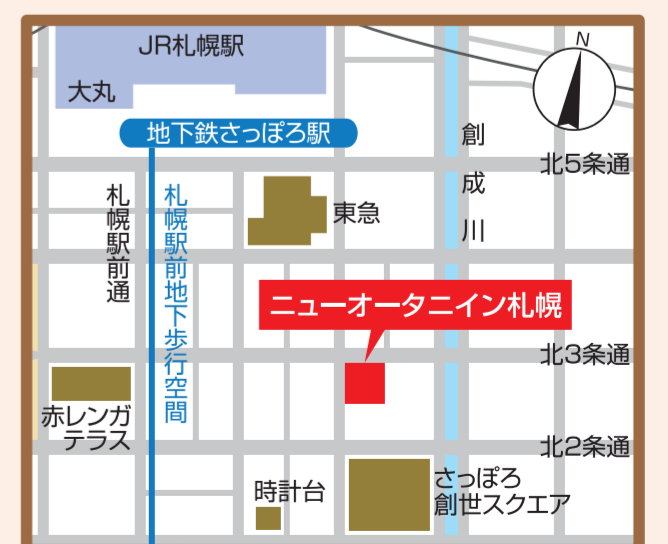 JR札幌駅
N
大丸
地下鉄さっぽろ駅
創成川
北5条通
札幌駅前通
札幌駅前地下歩行空間
東急
ニューオータニイン札幌
北3条通
赤レンガ
テラス
北2条通
時計台
さっぽろ
創世スクエア